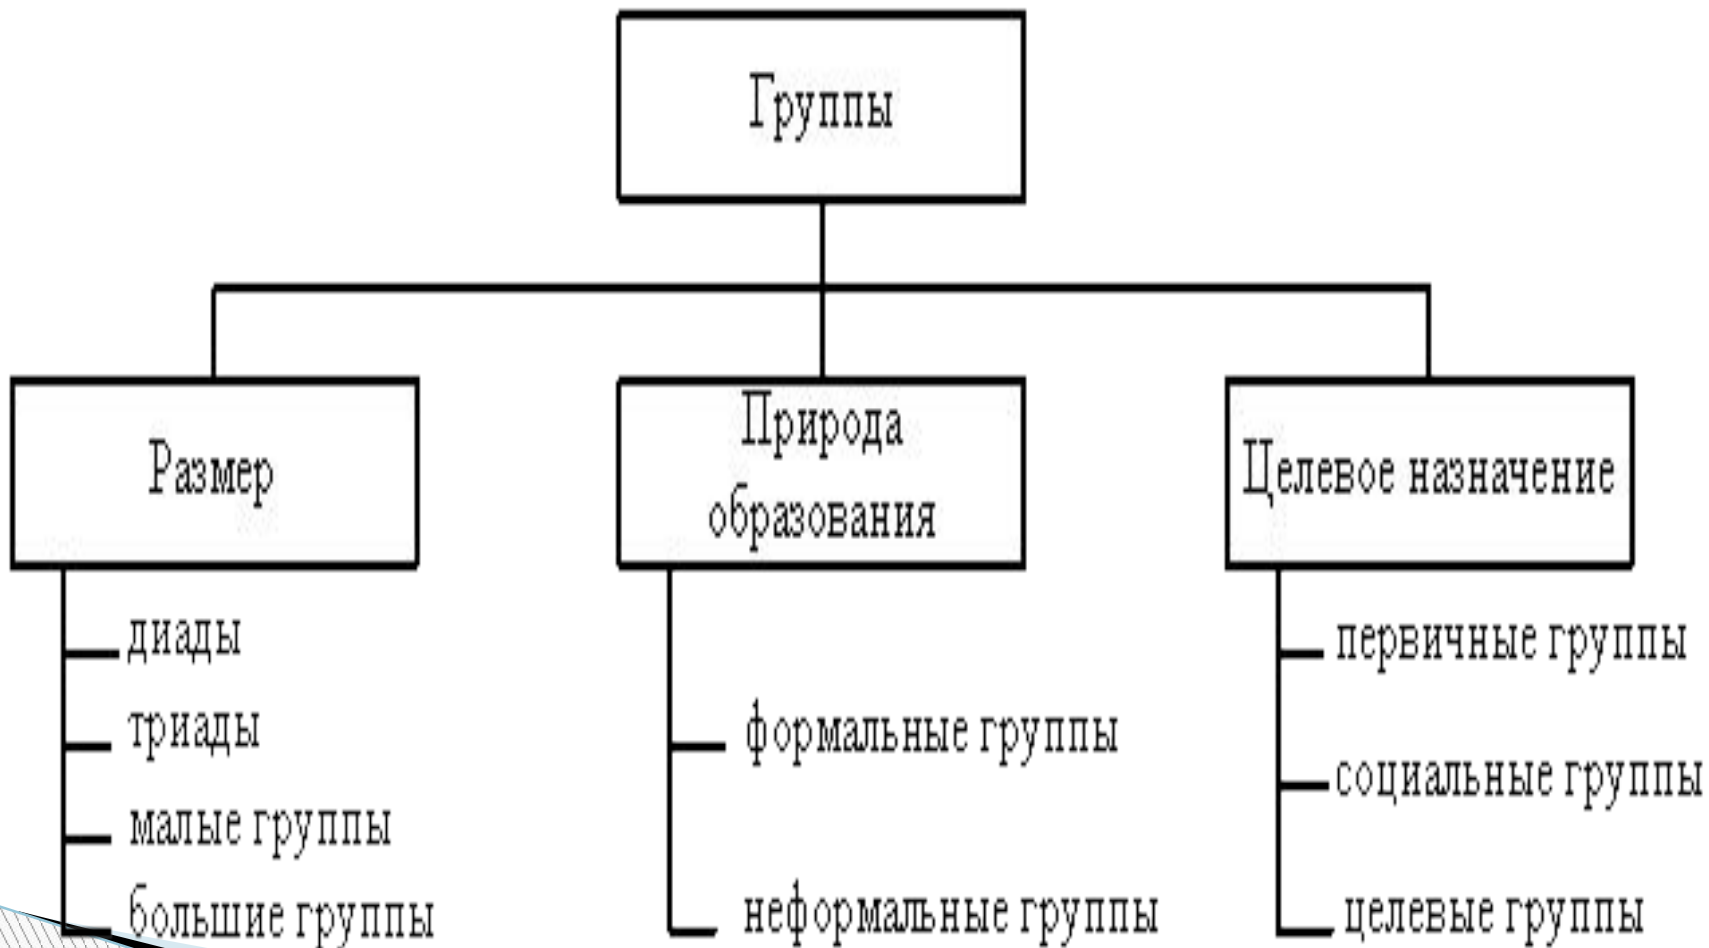 Группы
Размер
Природа
образования
Целевое назначение
диады
триады
малые группы
большие группы
формальные группы
неформальные группы
первичные группы
социальные группы
целевые группы